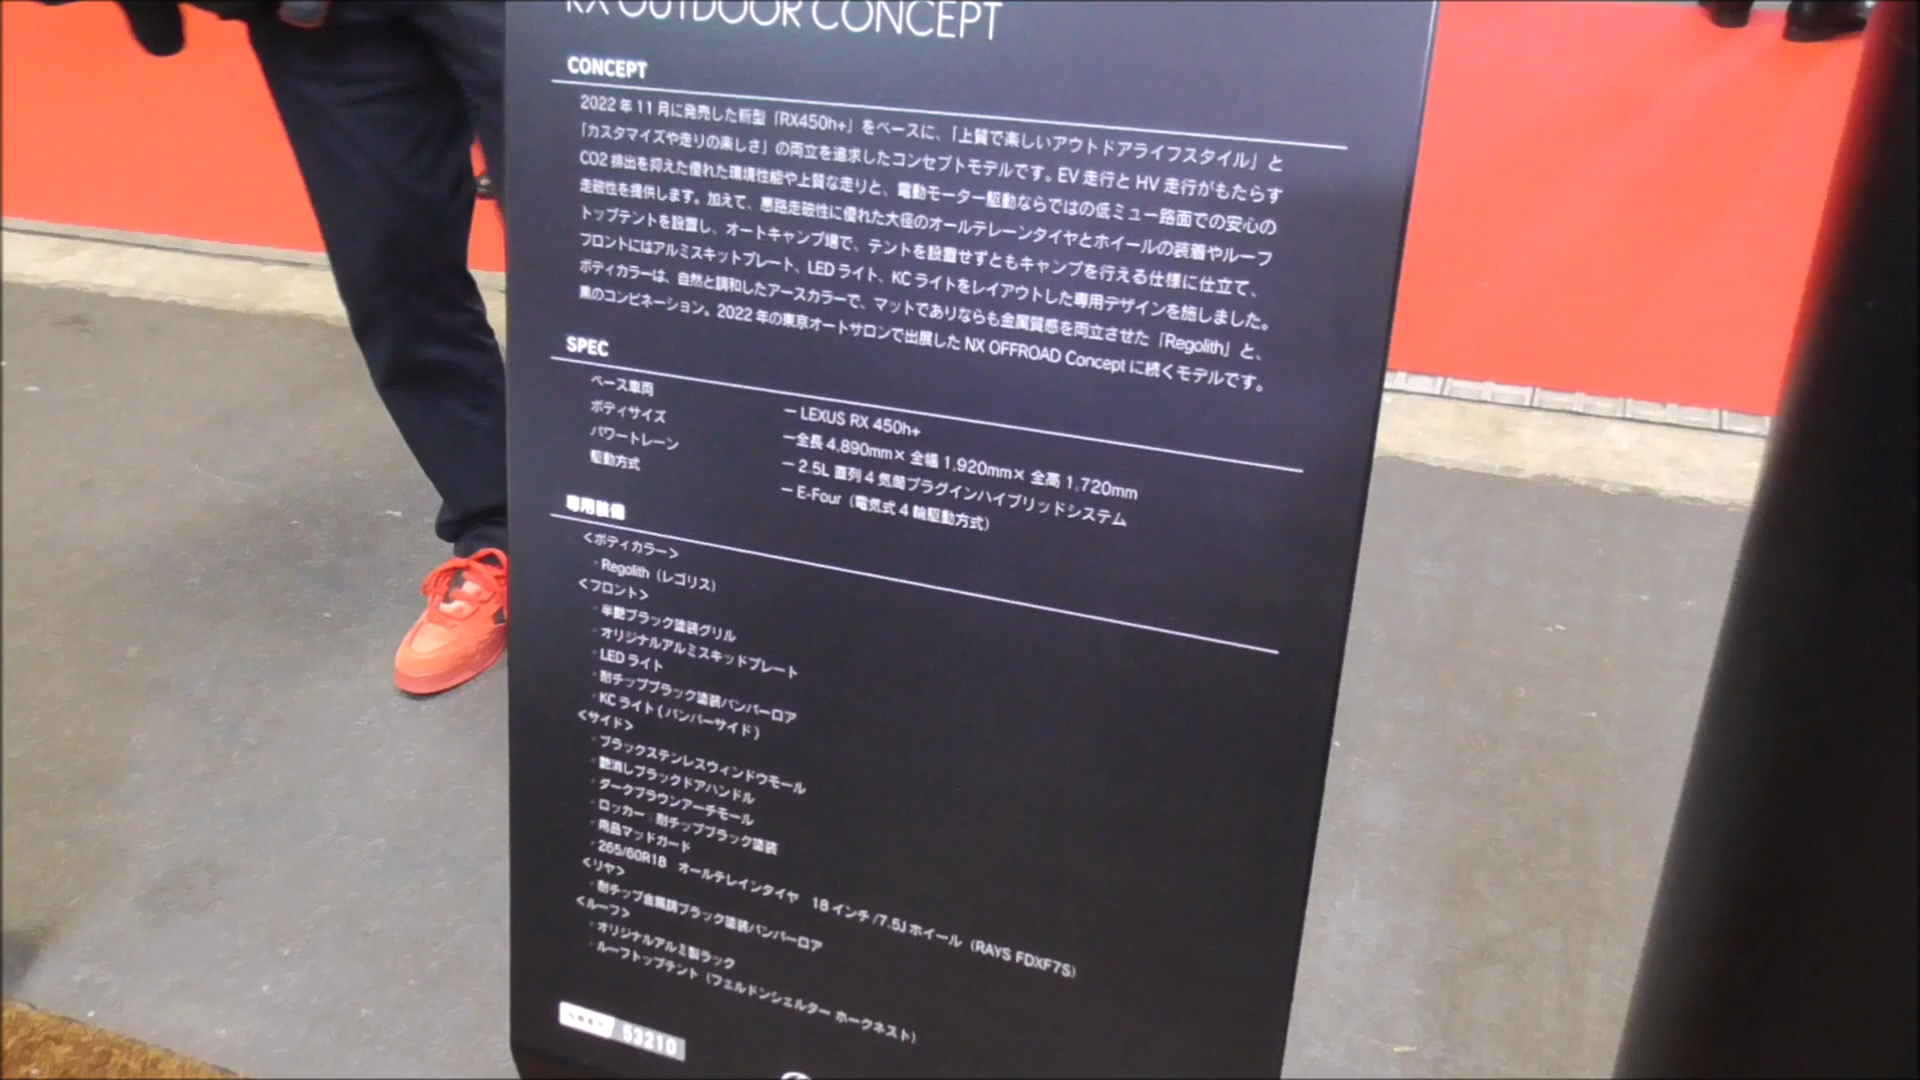 RX OUTDOOR CONCEPT
CONCEPT
2022年11月に発売した新型「RX450h+」をベースに、「上質で楽しいアウトドアライフスタイル」と
「カスタマイズや走りの楽しさ」の両立を追求したコンセプトモデルです。EV走行とHV走行がもたらす
CO2排出を抑えた優れた環境性能や上質な走りと、電動モーター駆動ならではの低ミュー路面での安心の
走破性を提供します。加えて、悪路走破性に優れた大径のオールテレーンタイヤとホイールの装着やルーフ
トップテントを設置し、オートキャンプ場で、テントを設置せずともキャンプを行える仕様に仕立て、
フロントにはアルミスキットプレート、LEDライト、KCライトをレイアウトした専用デザインを施しました。
ボディカラーは、自然と調和したアースカラーで、マットでありならも金属質感を両立させた「Regolith」と、
黒のコンビネーション。2022年の東京オートサロンで出展したNX OFFROAD Conceptに続くモデルです。
SPEC
ベース車両 ー LEXUS RX 450h+
ボディサイズ ー 全長4,890mm×全幅1,920mm×全高1,720mm
パワートレーン ー 2.5L 直列4気筒プラグインハイブリッドシステム
駆動方式 ー E-Four（電気式4輪駆動方式）
専用装備
＜ボディカラー＞
・Regolith（レゴリス）
＜フロント＞
・半艶ブラック塗装グリル
・オリジナルアルミスキッドプレート
・LEDライト
・耐チップブラック塗装バンパーロア
・KCライト(バンパーサイド)
＜サイド＞
・ブラックステンレスウィンドウモール
・艶消しブラックドアハンドル
・ダークブラウンアーチモール
・ロッカー：耐チップブラック塗装
・用品マッドガード
・265/60R18 オールテレインタイヤ 18インチ/7.5Jホイール（RAYS FDXF7S）
＜リヤ＞
・耐チップ金属調ブラック塗装バンパーロア
＜ルーフ＞
・オリジナルアルミ製ラック
・ルーフトップテント（フェルドンシェルター ホークネスト）
53210